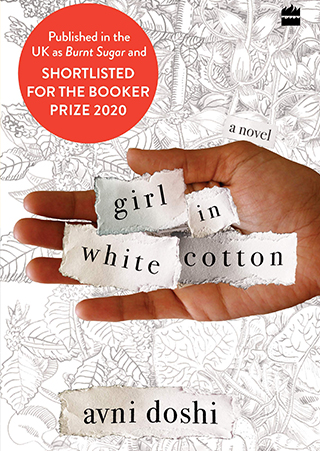 Published in the
UK as Burnt Sugar and
SHORTLISTED
FOR THE BOOKER
PRIZE 2020
a novel
girl in
white cotton
avni doshi